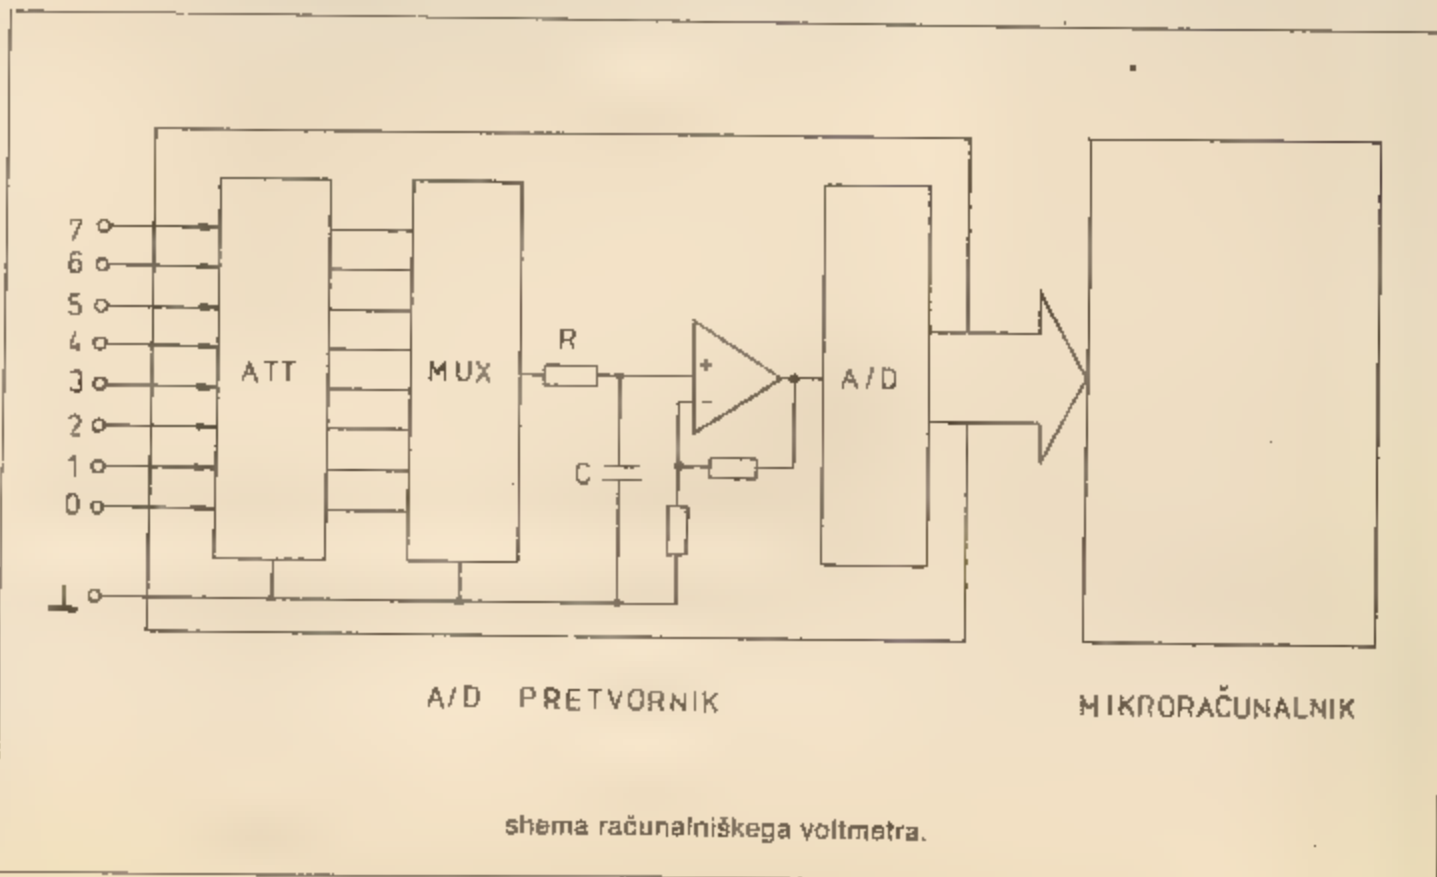 7
6
5
4
3
2
1
0
ATT
MUX
R
C
+
-
A/D
A/D PRETVORNIK
MIKRORAČUNALNIK
shema računalniškega voltmetra.